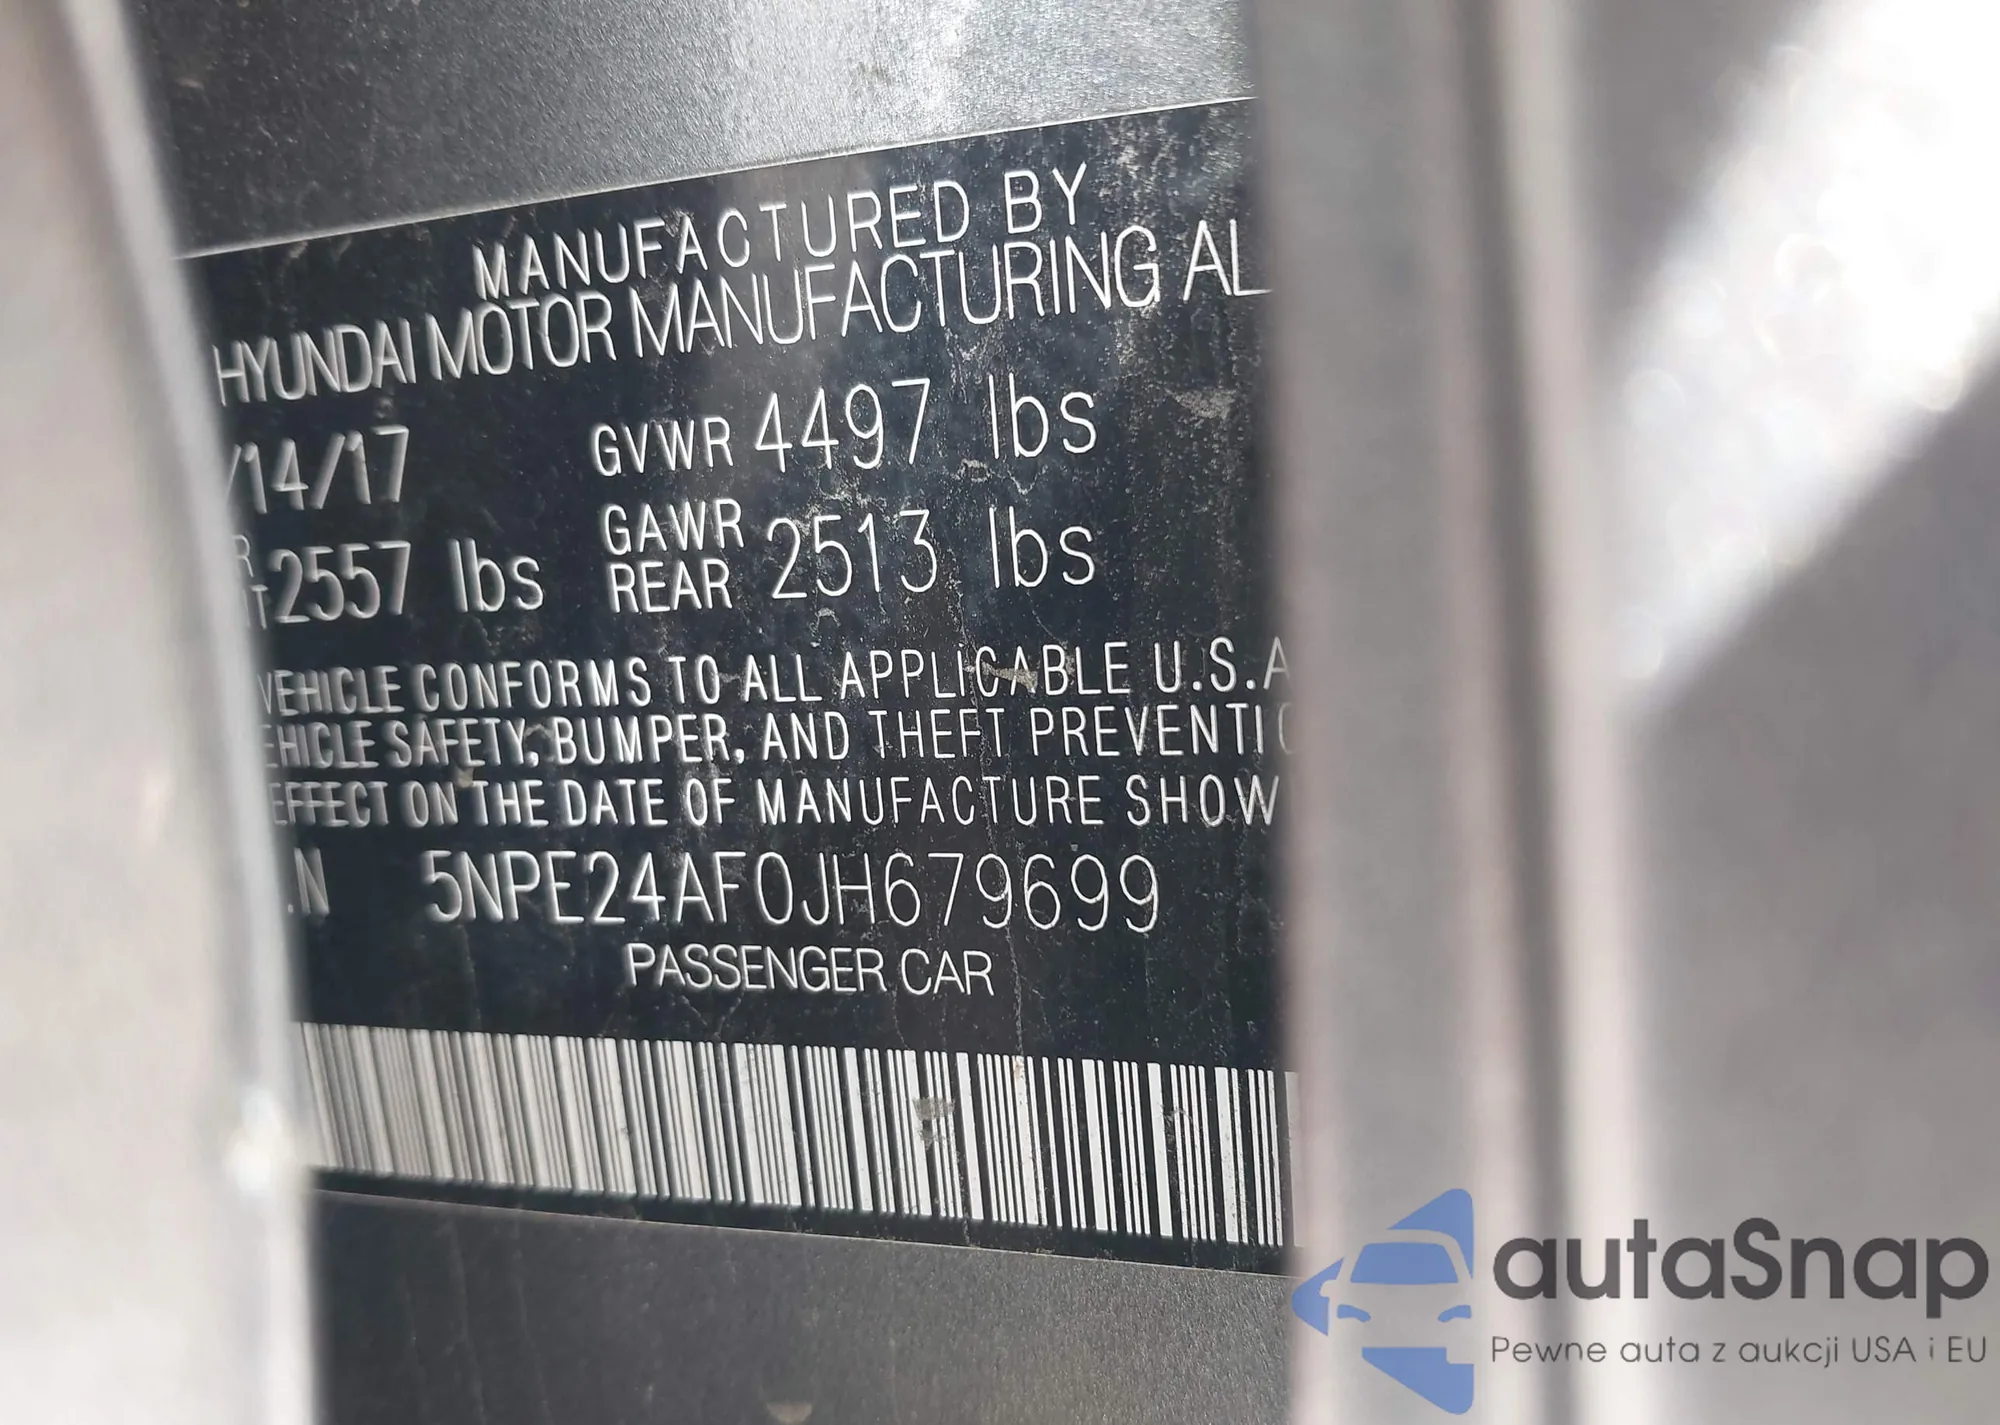 MANUFACTURED BY
HYUNDAI MOTOR MANUFACTURING AL
/14/17 GVWR 4497 lbs
R GAWR
T 2557 lbs REAR 2513 lbs
VEHICLE CONFORMS TO ALL APPLICABLE U.S.A
EHICLE SAFETY, BUMPER, AND THEFT PREVENTI
EFFECT ON THE DATE OF MANUFACTURE SHOW
.N 5NPE24AF0JH679699
PASSENGER CAR
autaSnap
Pewne auta z aukcji USA i EU